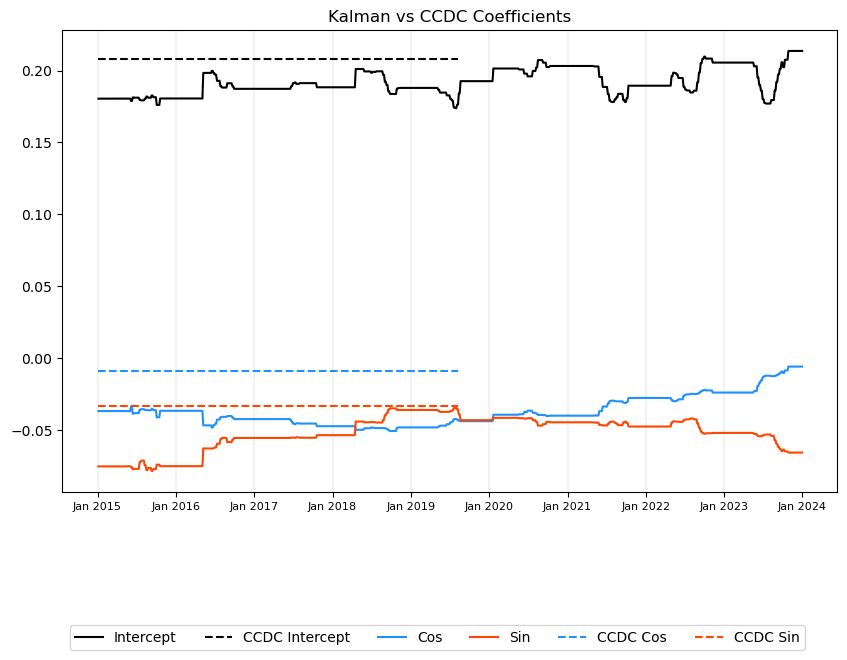 Kalman vs CCDC Coefficients
0.20
0.15
0.10
0.05
0.00
−0.05
Jan 2015 Jan 2016 Jan 2017 Jan 2018 Jan 2019 Jan 2020 Jan 2021 Jan 2022 Jan 2023 Jan 2024
Intercept CCDC Intercept Cos Sin CCDC Cos CCDC Sin